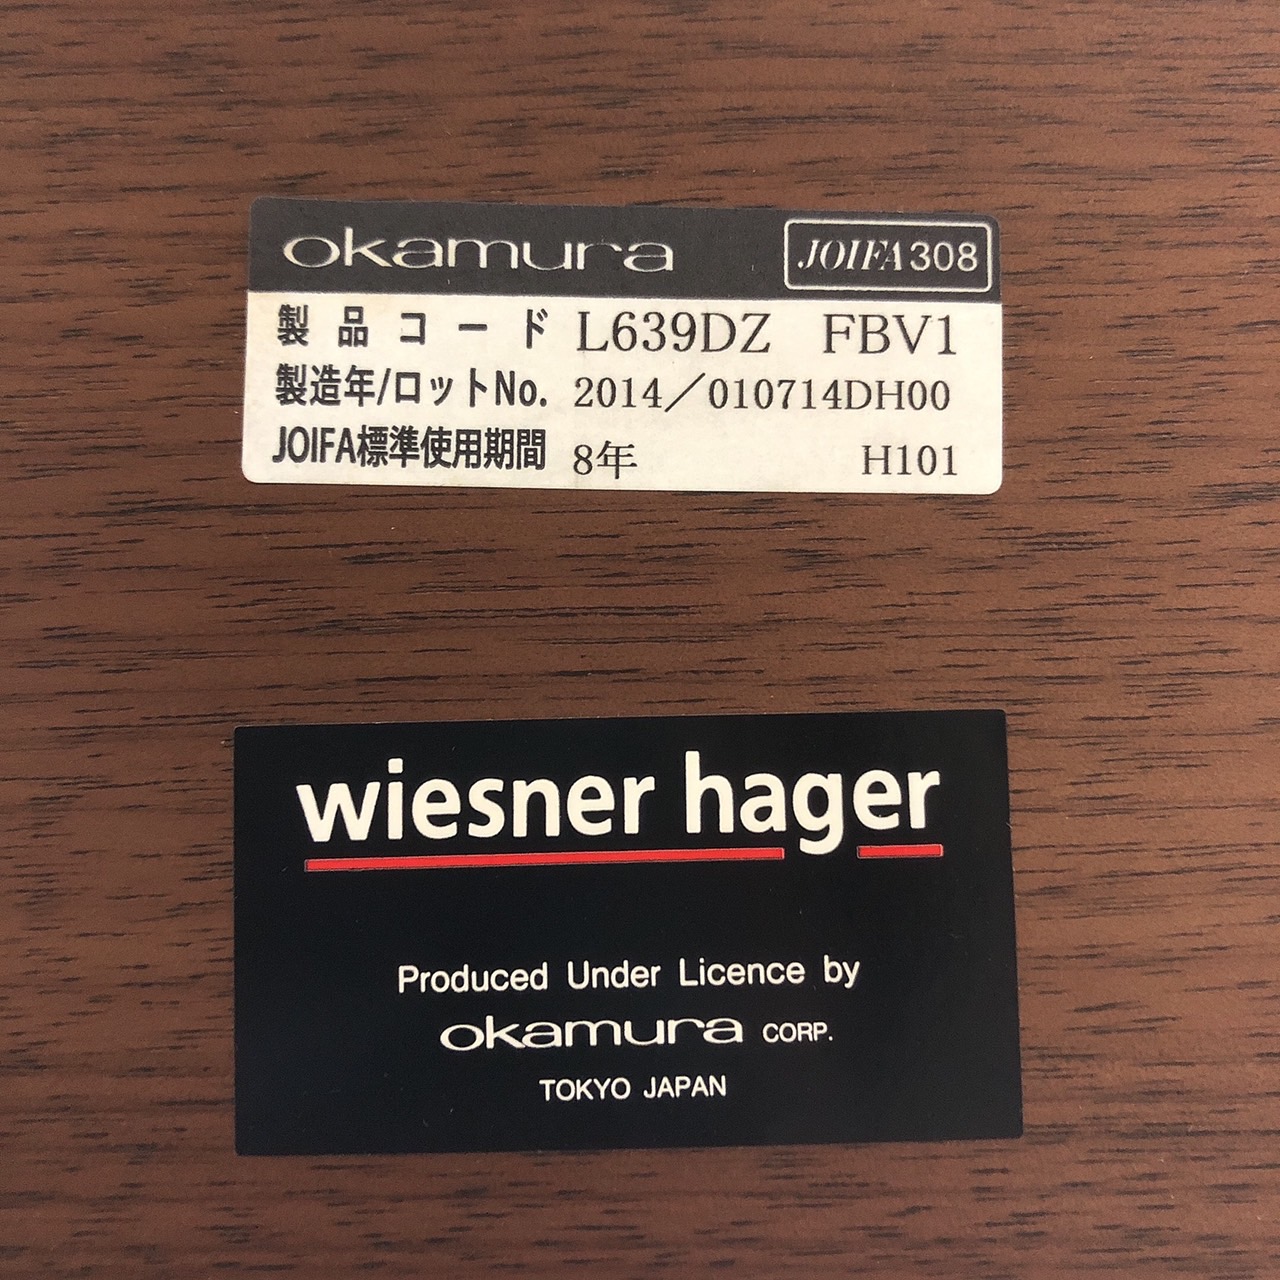 okamura JOIFA308
製品コード L639DZ FBV1
製造年/ロットNo. 2014/010714DH00
JOIFA標準使用期間 8年 H101
wiesner hager
Produced Under Licence by
okamura CORP.
TOKYO JAPAN